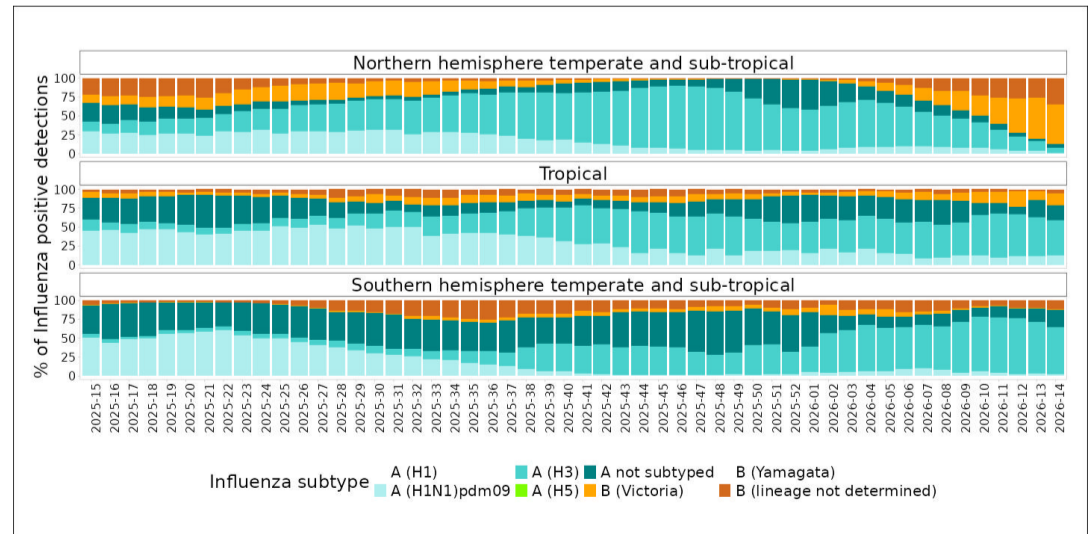 % of Influenza positive detections
Northern hemisphere temperate and sub-tropical
100
75
50
25
0
Tropical
100
75
50
25
0
Southern hemisphere temperate and sub-tropical
100
75
50
25
0
2025-15 2025-16 2025-17 2025-18 2025-19 2025-20 2025-21 2025-22 2025-23 2025-24 2025-25 2025-26 2025-27 2025-28 2025-29 2025-30 2025-31 2025-32 2025-33 2025-34 2025-35 2025-36 2025-37 2025-38 2025-39 2025-40 2025-41 2025-42 2025-43 2025-44 2025-45 2025-46 2025-47 2025-48 2025-49 2025-50 2025-51 2025-52 2026-01 2026-02 2026-03 2026-04 2026-05 2026-06 2026-07 2026-08 2026-09 2026-10 2026-11 2026-12 2026-13 2026-14
Influenza subtype
A (H1) A (H3) A not subtyped B (Yamagata)
A (H1N1)pdm09 A (H5) B (Victoria) B (lineage not determined)